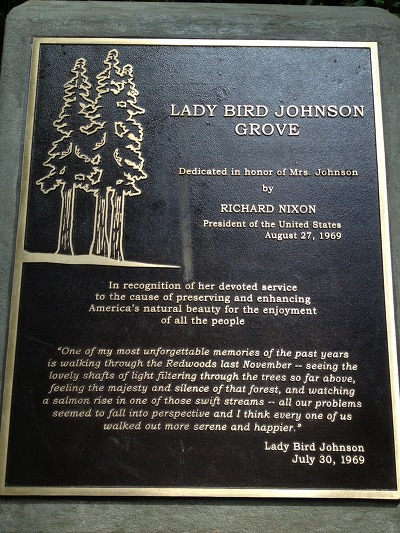 LADY BIRD JOHNSON
GROVE
Dedicated in honor of Mrs. Johnson
by
RICHARD NIXON
President of the United States
August 27, 1969
In recognition of her devoted service
to the cause of preserving and enhancing
America's natural beauty for the enjoyment
of all the people
"One of my most unforgettable memories of the past years
is walking through the Redwoods last November -- seeing the
lovely shafts of light filtering through the trees so far above,
feeling the majesty and silence of that forest, and watching
a salmon rise in one of those swift streams -- all our problems
seemed to fall into perspective and I think every one of us
walked out more serene and happier."
Lady Bird Johnson
July 30, 1969